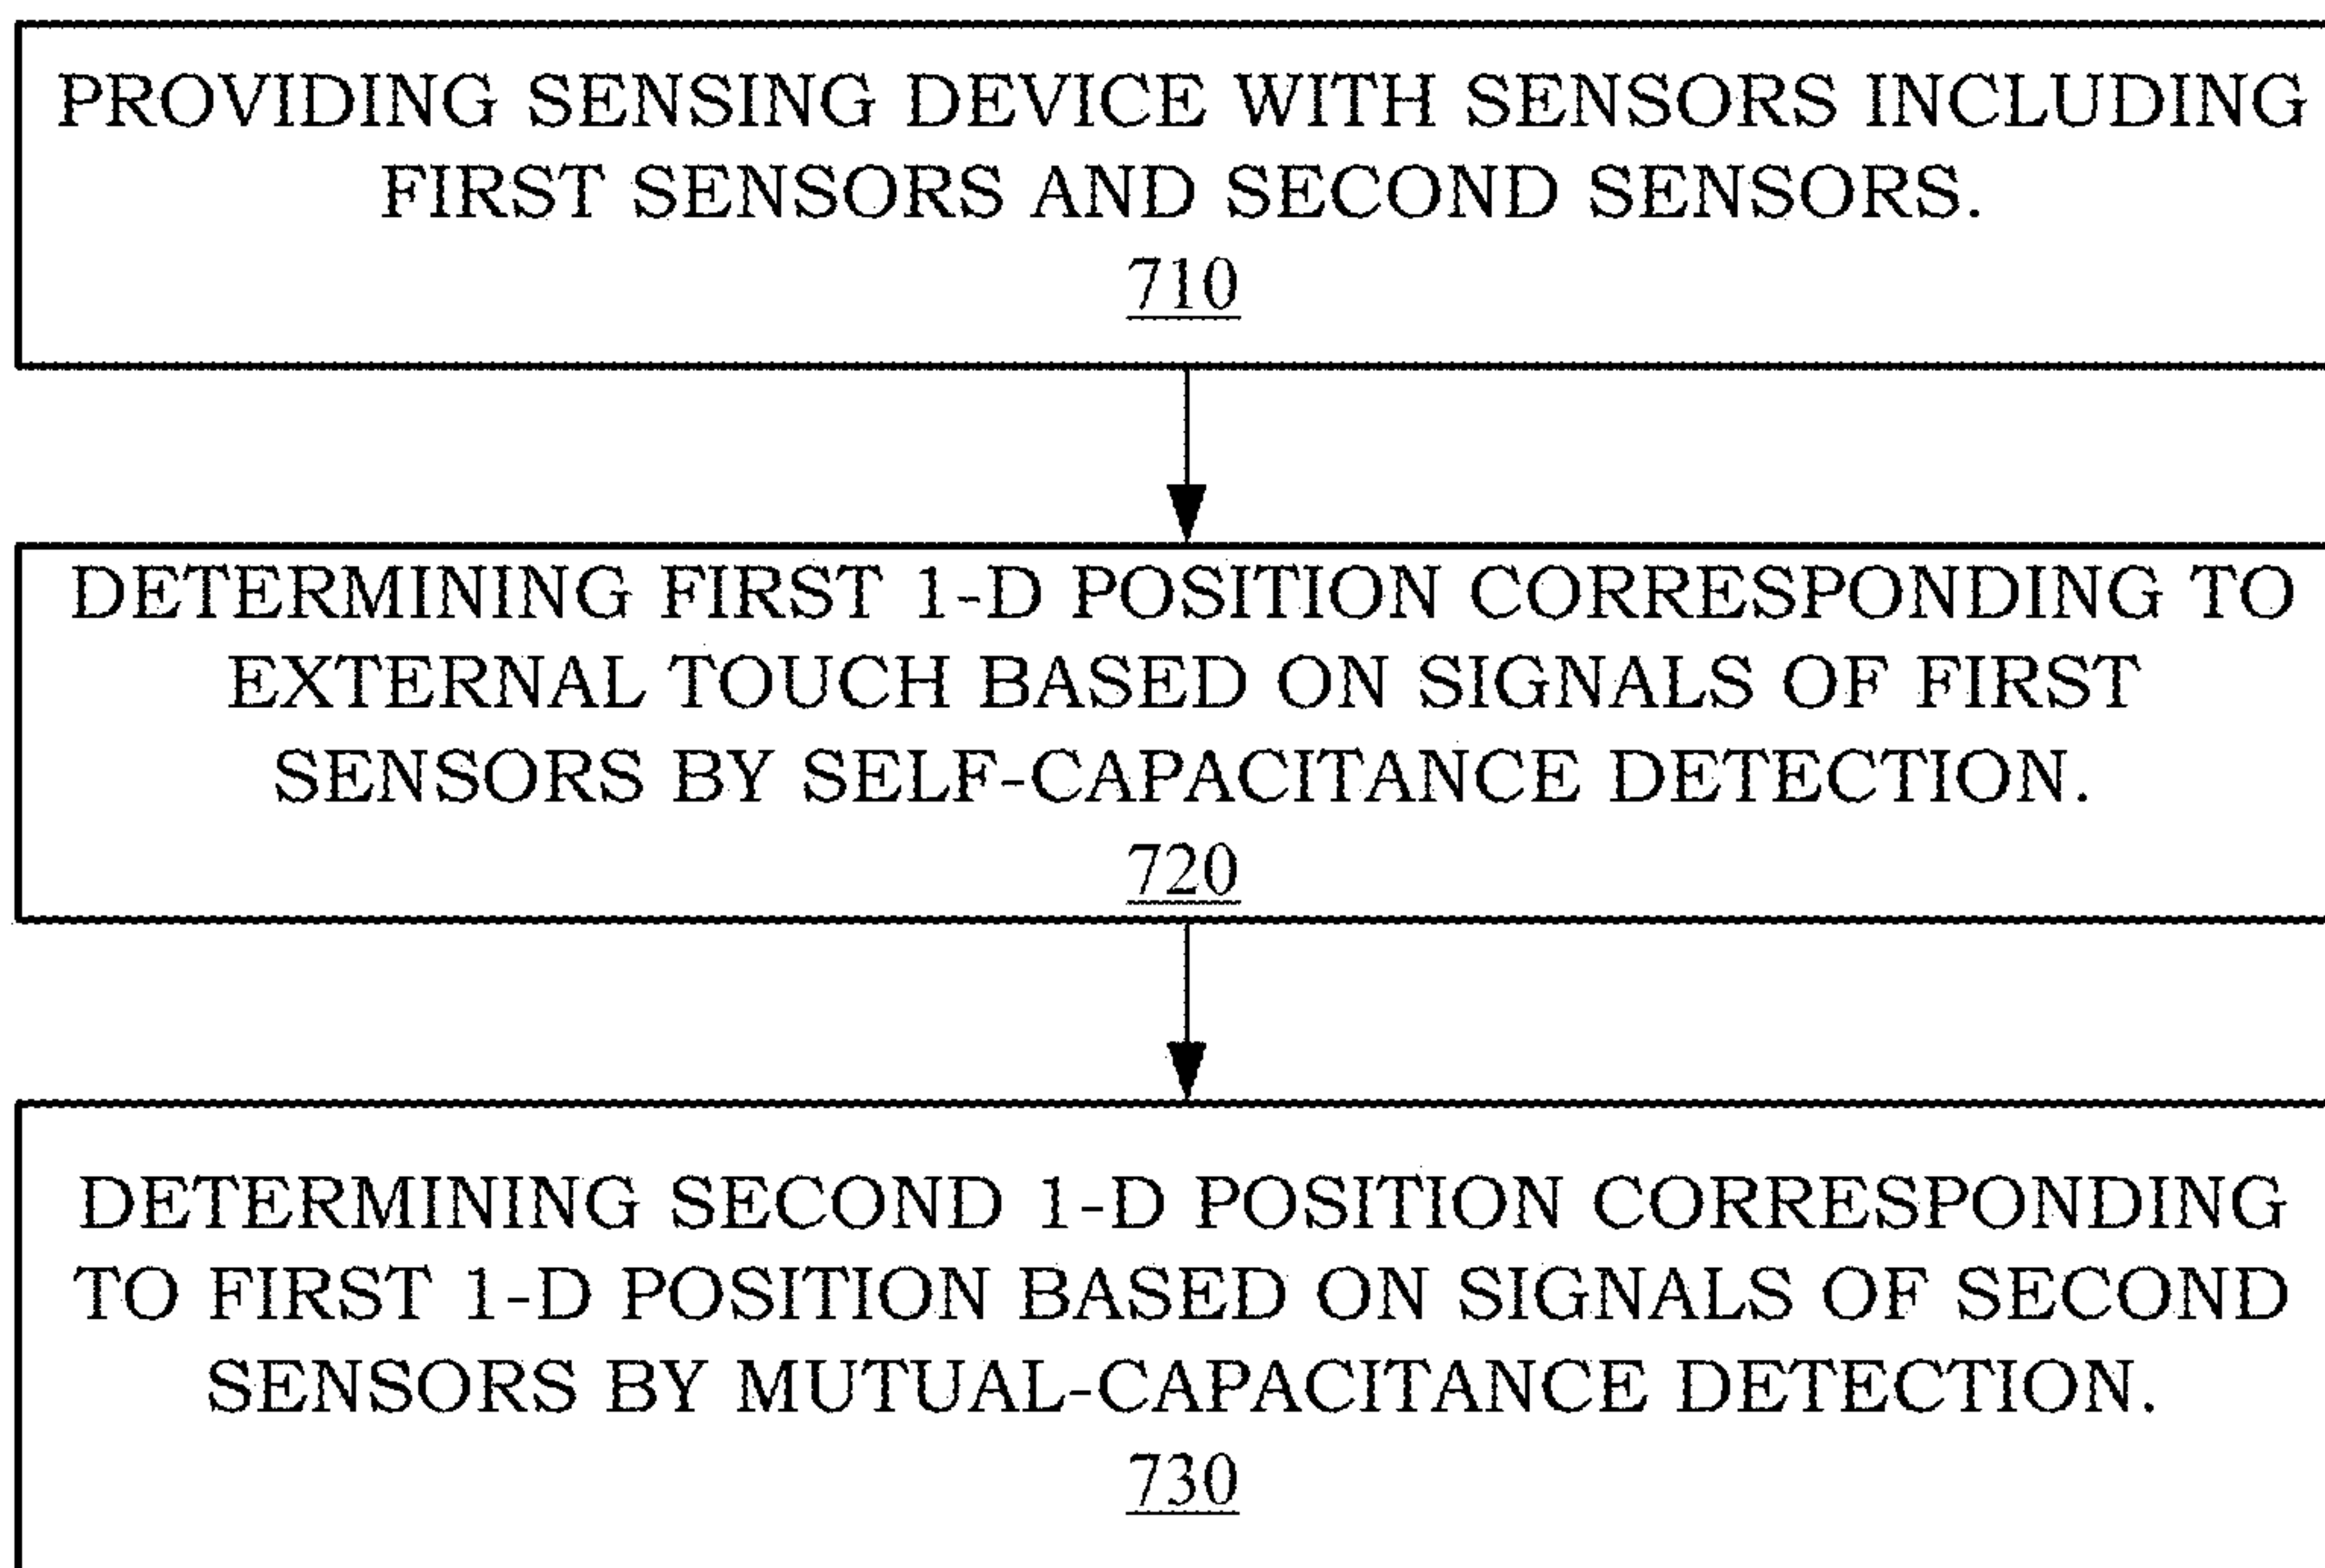 PROVIDING SENSING DEVICE WITH SENSORS INCLUDING
FIRST SENSORS AND SECOND SENSORS.
710
DETERMINING FIRST 1-D POSITION CORRESPONDING TO
EXTERNAL TOUCH BASED ON SIGNALS OF FIRST
SENSORS BY SELF-CAPACITANCE DETECTION.
720
DETERMINING SECOND 1-D POSITION CORRESPONDING
TO FIRST 1-D POSITION BASED ON SIGNALS OF SECOND
SENSORS BY MUTUAL-CAPACITANCE DETECTION.
730